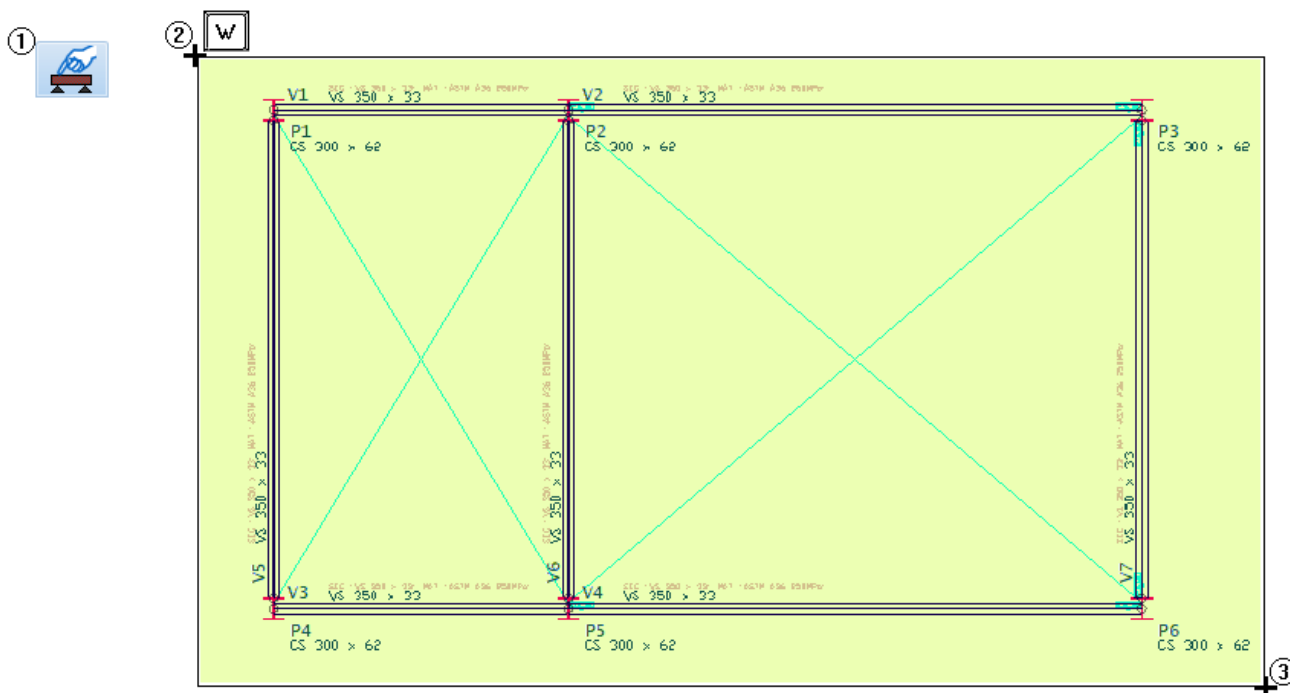 ①
② W
V1 VS 350 x 33
V2 VS 350 x 33
P1
CS 300 x 62
P2
CS 300 x 62
P3
CS 300 x 62
V5 VS 350 x 33
V6 VS 350 x 33
V7 VS 350 x 33
V3 VS 350 x 33
V4 VS 350 x 33
P4
CS 300 x 62
P5
CS 300 x 62
P6
CS 300 x 62
③